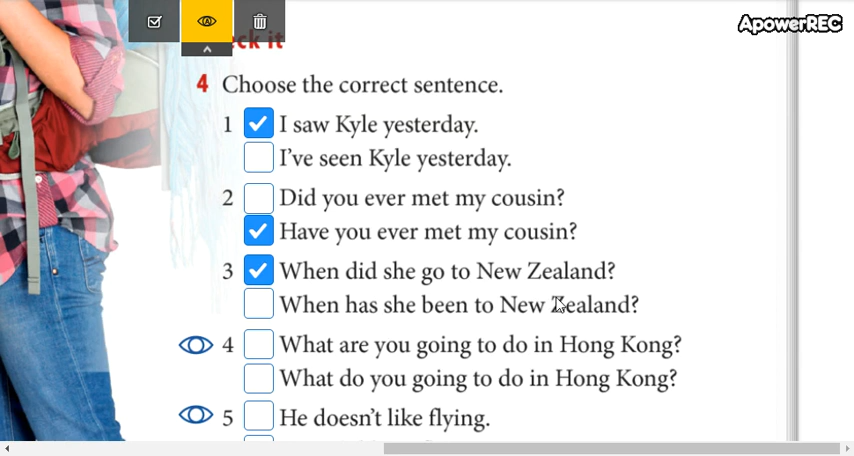 ApowerREC
eck it
4 Choose the correct sentence.
1 I saw Kyle yesterday.
I've seen Kyle yesterday.
2 Did you ever met my cousin?
Have you ever met my cousin?
3 When did she go to New Zealand?
When has she been to New Zealand?
4 What are you going to do in Hong Kong?
What do you going to do in Hong Kong?
5 He doesn't like flying.